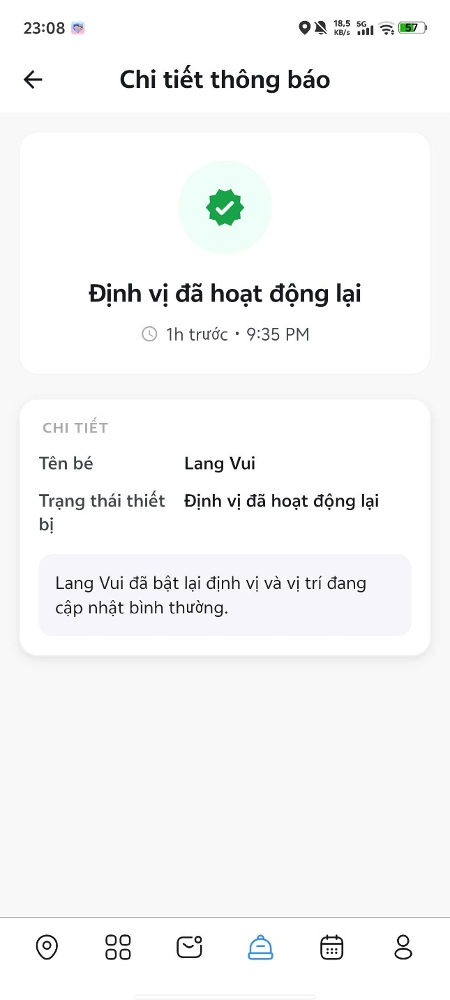 23:08
18,5
KB/s
5G
57
Chi tiết thông báo
Định vị đã hoạt động lại
1h trước • 9:35 PM
CHI TIẾT
Tên bé Lang Vui
Trạng thái thiết bị Định vị đã hoạt động lại
Lang Vui đã bật lại định vị và vị trí đang
cập nhật bình thường.